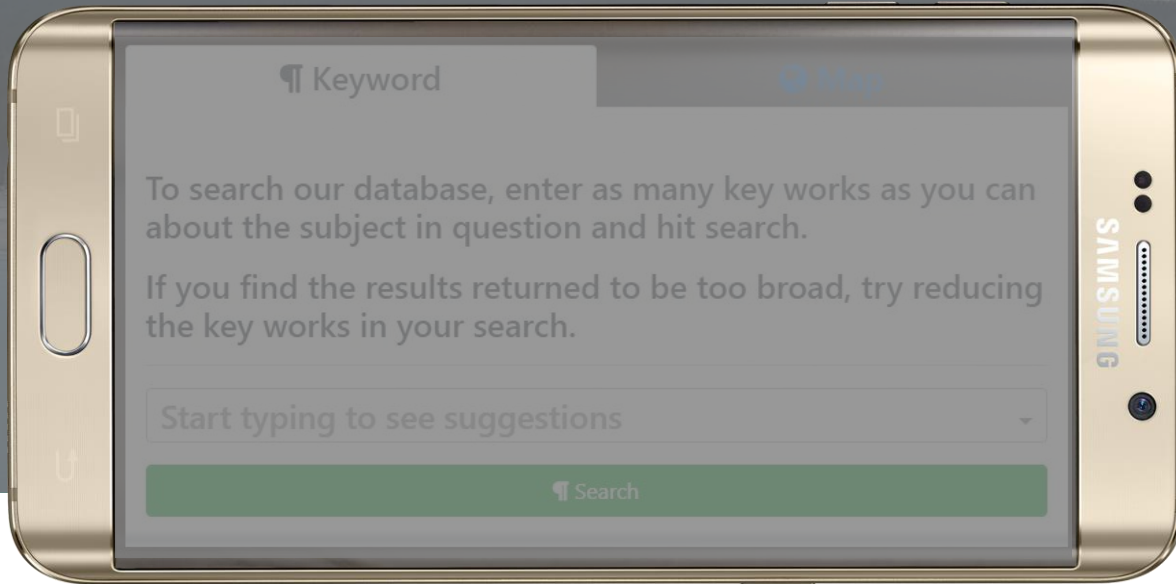 ¶ Keyword
Map
To search our database, enter as many key works as you can
about the subject in question and hit search.
If you find the results returned to be too broad, try reducing
the key works in your search.
Start typing to see suggestions
¶ Search
SAMSUNG